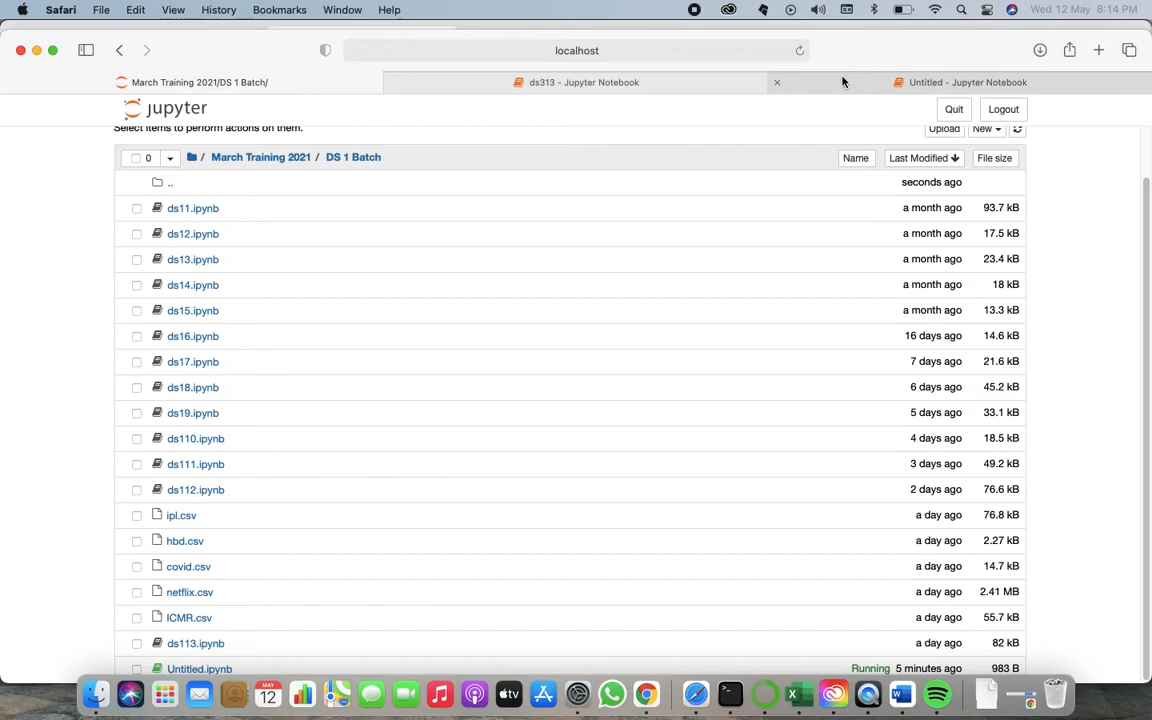 Safari File Edit View History Bookmarks Window Help Wed 12 May 8:14 PM
localhost
March Training 2021/DS 1 Batch/ ds313 - Jupyter Notebook Untitled - Jupyter Notebook
jupyter Quit Logout
Select items to perform actions on them. Upload New
0 / March Training 2021 / DS 1 Batch Name Last Modified File size
.. seconds ago
ds11.ipynb a month ago 93.7 kB
ds12.ipynb a month ago 17.5 kB
ds13.ipynb a month ago 23.4 kB
ds14.ipynb a month ago 18 kB
ds15.ipynb a month ago 13.3 kB
ds16.ipynb 16 days ago 14.6 kB
ds17.ipynb 7 days ago 21.6 kB
ds18.ipynb 6 days ago 45.2 kB
ds19.ipynb 5 days ago 33.1 kB
ds110.ipynb 4 days ago 18.5 kB
ds111.ipynb 3 days ago 49.2 kB
ds112.ipynb 2 days ago 76.6 kB
ipl.csv a day ago 76.8 kB
hbd.csv a day ago 2.27 kB
covid.csv a day ago 14.7 kB
netflix.csv a day ago 2.41 MB
ICMR.csv a day ago 55.7 kB
ds113.ipynb a day ago 82 kB
Untitled.ipynb Running 5 minutes ago 983 B
MAY
12
tv